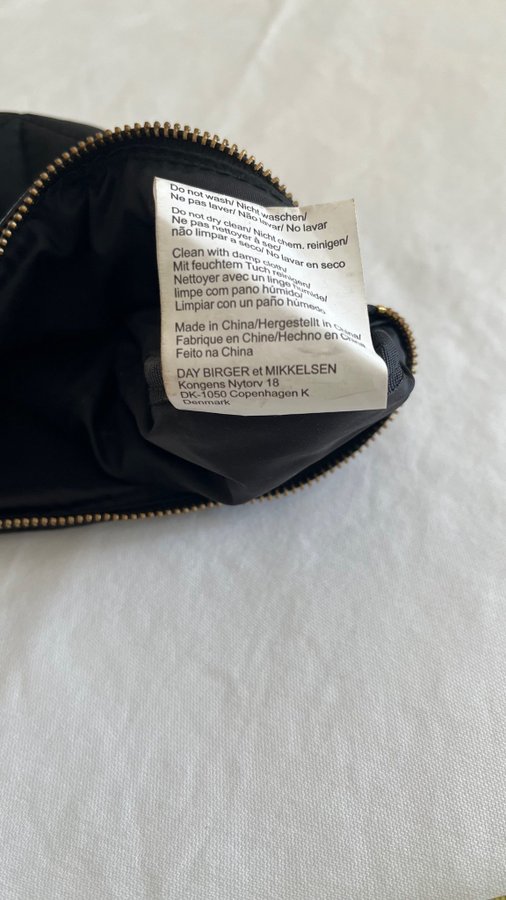 Do not wash/ Nicht waschen/
Ne pas laver/ Não lavar/ No lavar
Do not dry clean/ Nicht chem. reinigen/
Ne pas nettoyer à sec/
não limpar a seco/ No lavar en seco
Clean with damp cloth/
Mit feuchtem Tuch reinigen/
Nettoyer avec un linge humide/
limpe com pano húmido/
Limpiar con un paño húmedo
Made in China/Hergestellt in China/
Fabrique en Chine/Hechno en China
Feito na China
DAY BIRGER et MIKKELSEN
Kongens Nytorv 18
DK-1050 Copenhagen K
Denmark